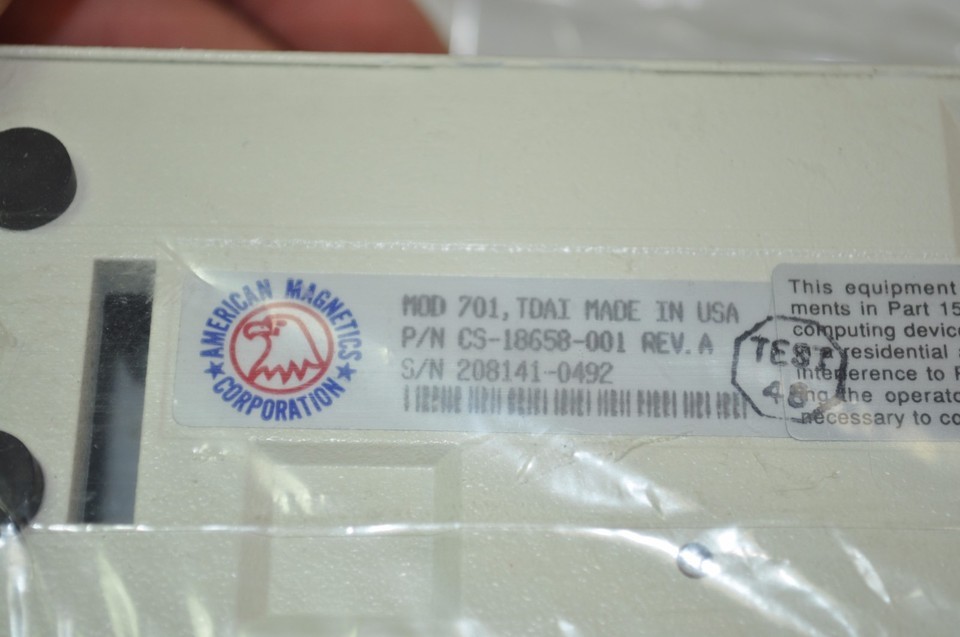 AMERICAN MAGNETICS
CORPORATION
MOD 701, TDAI MADE IN USA
P/N CS-18658-001 REV. A
S/N 208141-0492
TEST
48
This equipment
ments in Part 15
computing device
residential
interference to
the operato
necessary to co